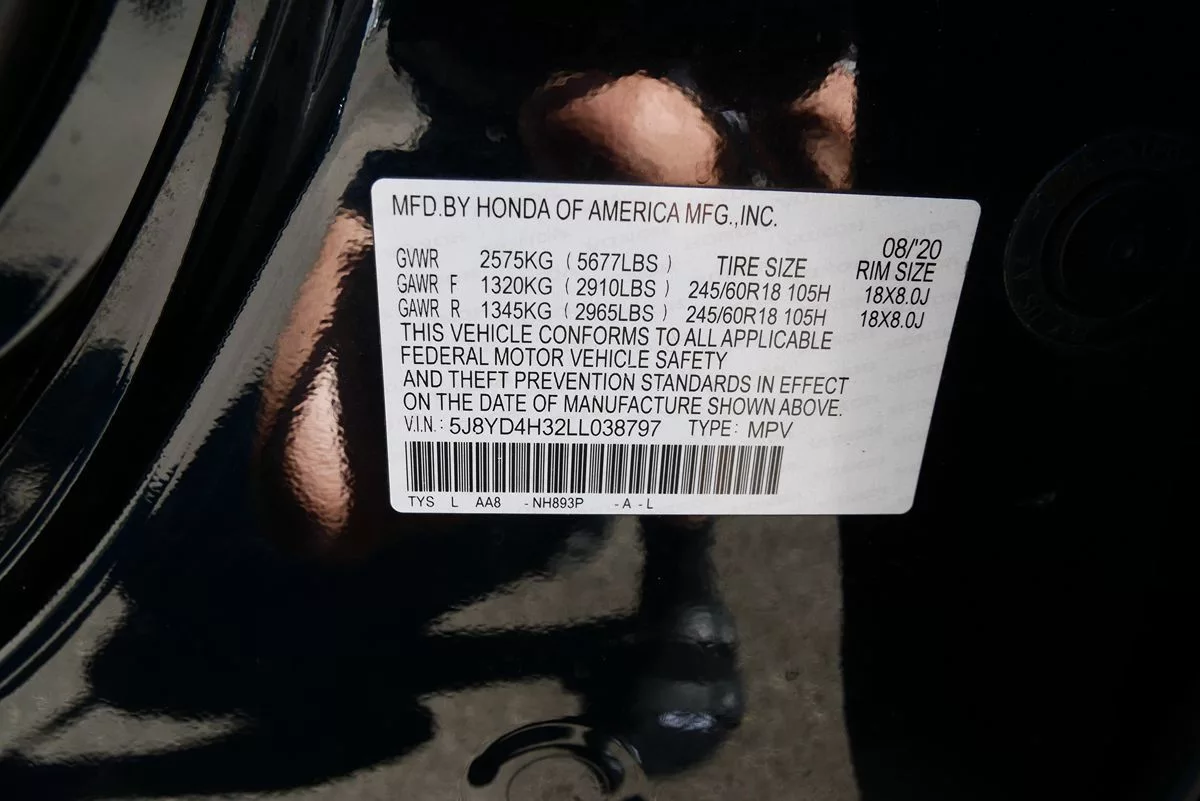 MFD.BY HONDA OF AMERICA MFG.,INC.
08/'20
GVWR 2575KG (5677LBS) TIRE SIZE RIM SIZE
GAWR F 1320KG (2910LBS) 245/60R18 105H 18X8.0J
GAWR R 1345KG (2965LBS) 245/60R18 105H 18X8.0J
THIS VEHICLE CONFORMS TO ALL APPLICABLE
FEDERAL MOTOR VEHICLE SAFETY
AND THEFT PREVENTION STANDARDS IN EFFECT
ON THE DATE OF MANUFACTURE SHOWN ABOVE.
V.I.N.: 5J8YD4H32LL038797 TYPE: MPV
TYS L AA8 -NH893P -A -L